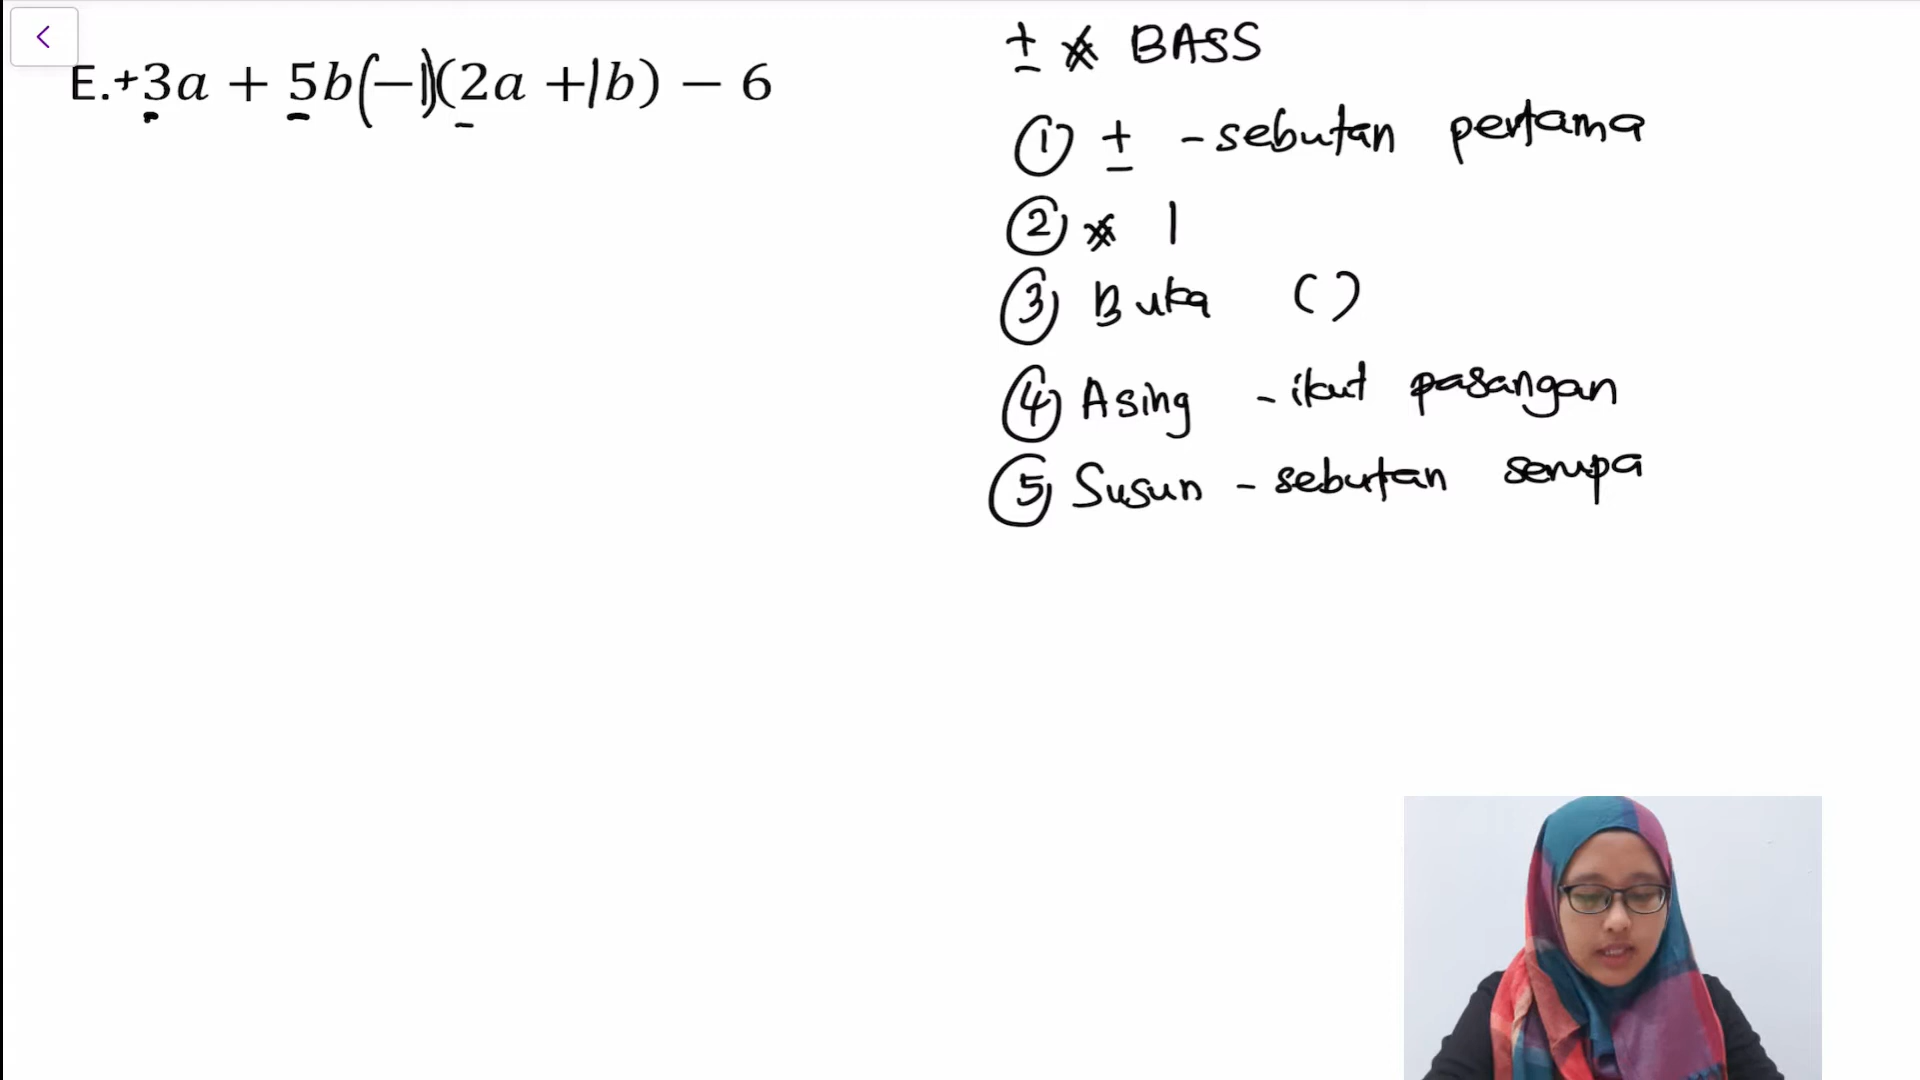 E.+3a + 5b(−1)(2a +1b) − 6
± * BASS
① ± - sebutan pertama
② * 1
③ Buka ( )
④ Asing - ikut pasangan
⑤ Susun - sebutan serupa